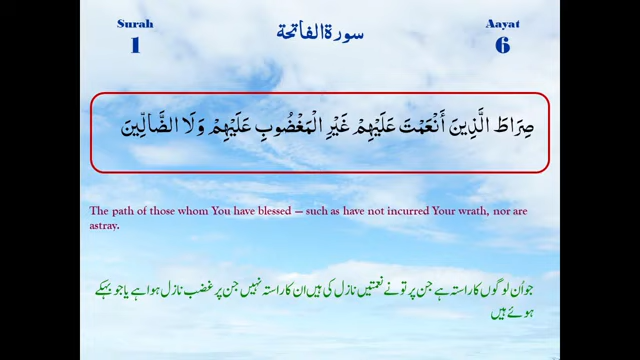 Surah
1
سورة الفاتحة
Aayat
6
صِرَاطَ الَّذِينَ أَنْعَمْتَ عَلَيْهِمْ غَيْرِ الْمَغْضُوبِ عَلَيْهِمْ وَلَا الضَّالِّينَ
The path of those whom You have blessed — such as have not incurred Your wrath, nor are
astray.
جو اُن لوگوں کا راستہ ہے جن پر تو نے نعمتیں نازل کی ہیں ان کا راستہ نہیں جن پر غضب نازل ہوا ہے یا جو بہکے
ہوئے ہیں